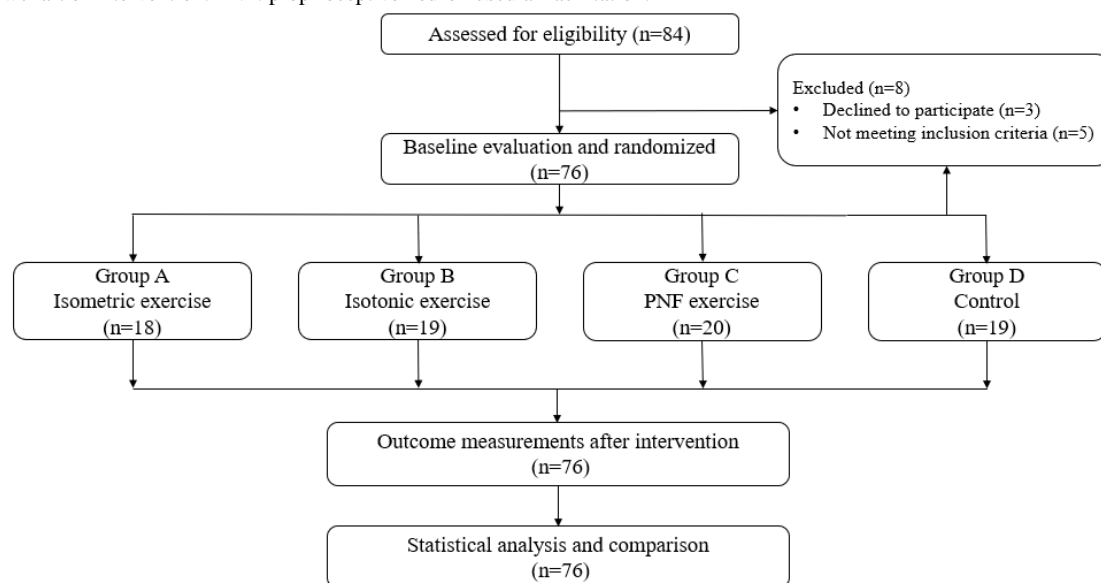 Assessed for eligibility (n=84)
Excluded (n=8)
• Declined to participate (n=3)
• Not meeting inclusion criteria (n=5)
Baseline evaluation and randomized
(n=76)
Group A
Isometric exercise
(n=18)
Group B
Isotonic exercise
(n=19)
Group C
PNF exercise
(n=20)
Group D
Control
(n=19)
Outcome measurements after intervention
(n=76)
Statistical analysis and comparison
(n=76)